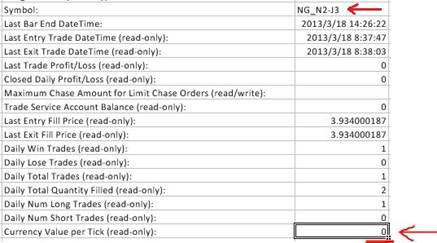 Symbol: NG_N2-J3
Last Bar End DateTime: 2013/3/18 14:26:22
Last Entry Trade DateTime (read-only): 2013/3/18 8:37:47
Last Exit Trade DateTime (read-only): 2013/3/18 8:38:03
Last Trade Profit/Loss (read-only): 0
Closed Daily Profit/Loss (read-only): 0
Maximum Chase Amount for Limit Chase Orders (read/write):
Trade Service Account Balance (read-only): 0
Last Entry Fill Price (read-only): 3.934000187
Last Exit Fill Price (read-only): 3.934000187
Daily Win Trades (read-only): 1
Daily Lose Trades (read-only): 0
Daily Total Trades (read-only): 1
Daily Total Quantity Filled (read-only): 2
Daily Num Long Trades (read-only): 1
Daily Num Short Trades (read-only): 0
Currency Value per Tick (read-only): 0